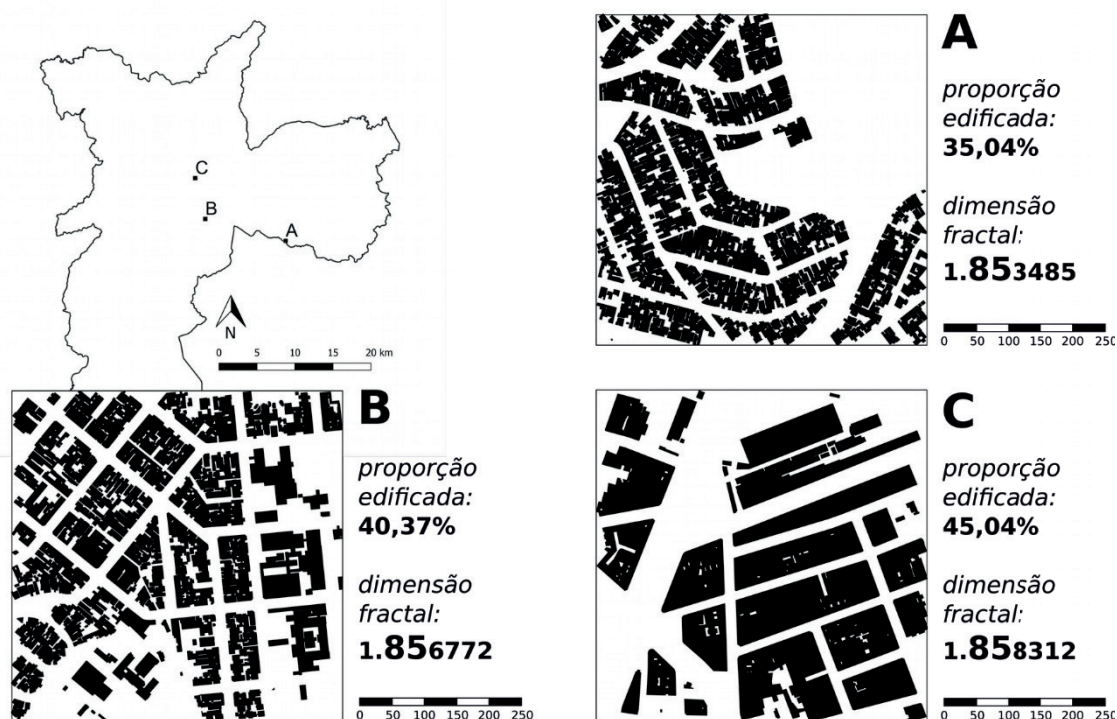 C
B
A
N
0 5 10 15 20 km
A
proporção
edificada:
35,04%
dimensão
fractal:
1.853485
0 50 100 150 200 250
B
proporção
edificada:
40,37%
dimensão
fractal:
1.856772
0 50 100 150 200 250
C
proporção
edificada:
45,04%
dimensão
fractal:
1.858312
0 50 100 150 200 250